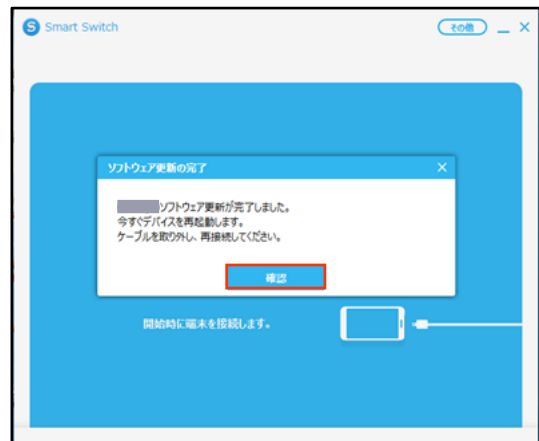 S Smart Switch その他
ソフトウェア更新の完了
ソフトウェア更新が完了しました。
今すぐデバイスを再起動します。
ケーブルを取り外し、再接続してください。
確認
開始時に端末を接続します。